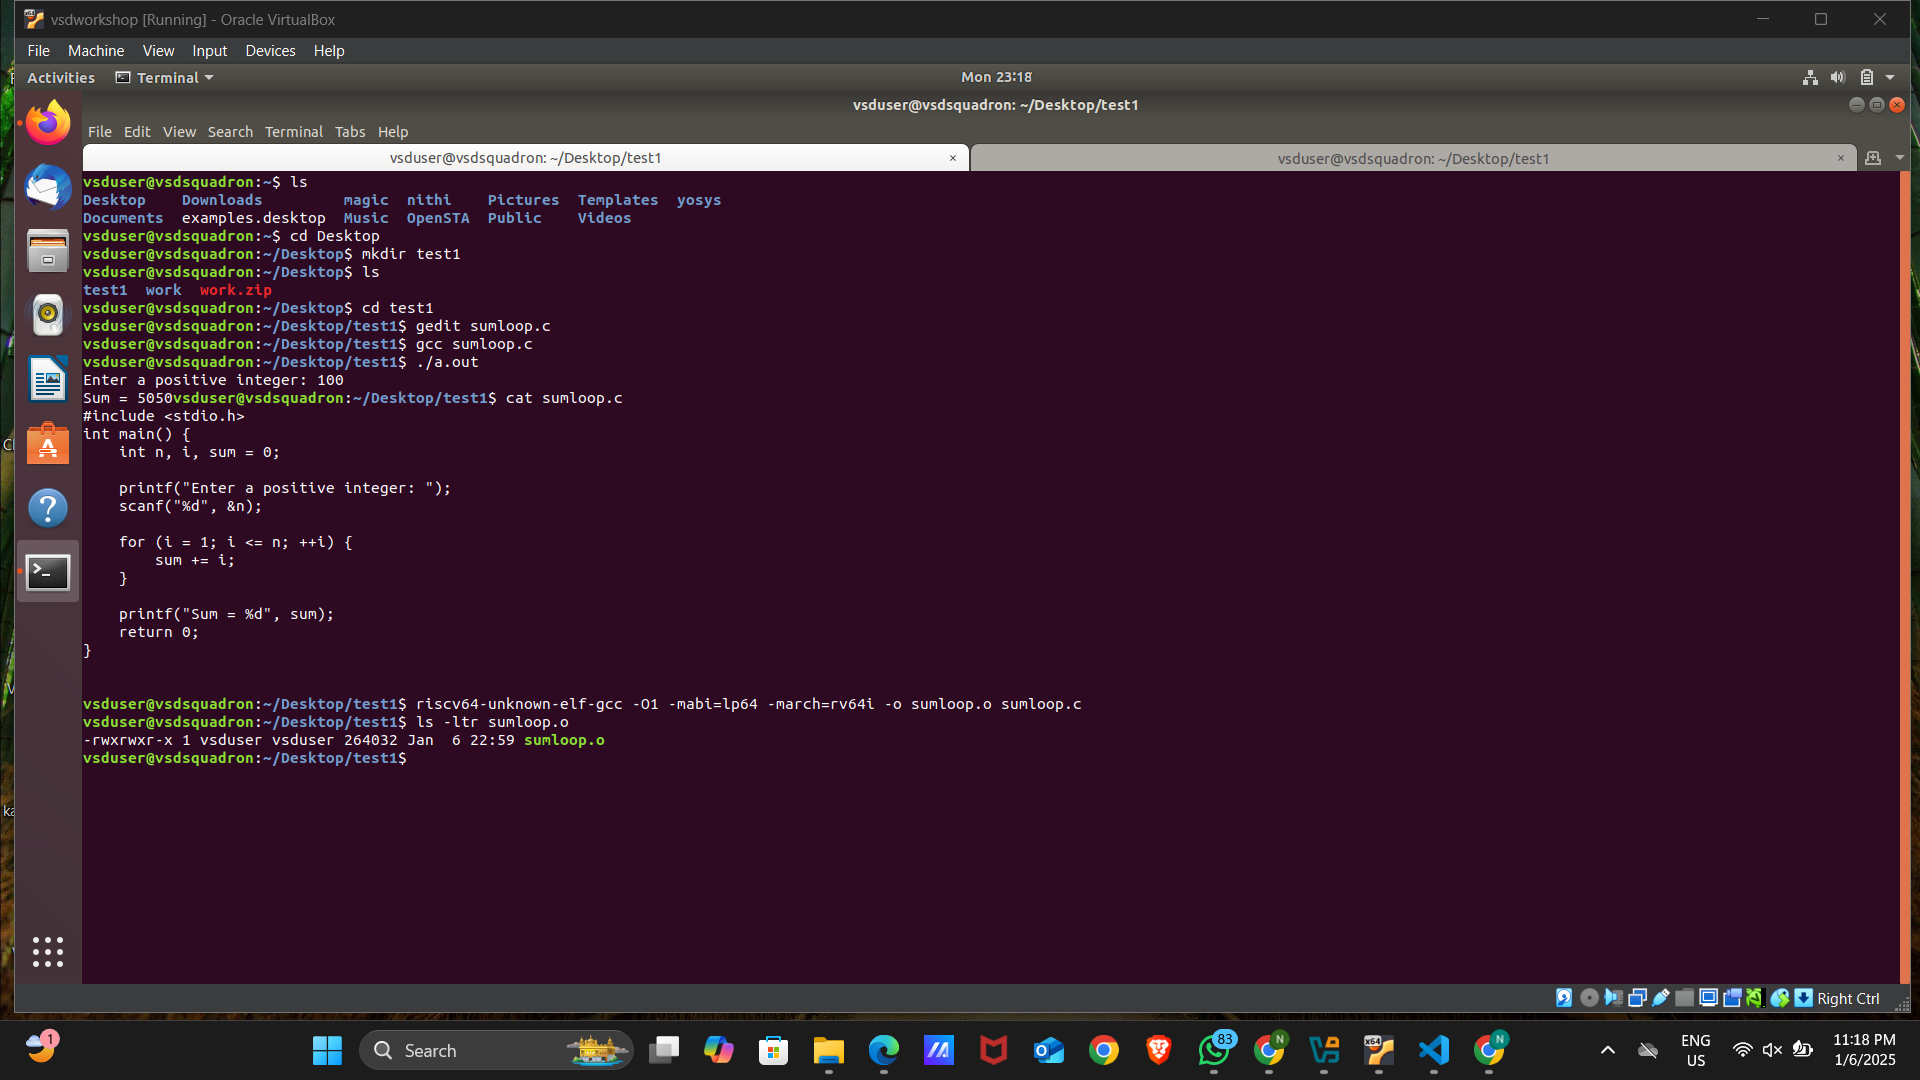 vsdworkshop [Running] - Oracle VirtualBox
File Machine View Input Devices Help
Activities Terminal Mon 23:18
vsduser@vsdsquadron: ~/Desktop/test1
File Edit View Search Terminal Tabs Help
vsduser@vsdsquadron: ~/Desktop/test1 × vsduser@vsdsquadron: ~/Desktop/test1 ×
vsduser@vsdsquadron:~$ ls
Desktop    Downloads         magic  nithi    Pictures  Templates  yosys
Documents  examples.desktop  Music  OpenSTA  Public    Videos
vsduser@vsdsquadron:~$ cd Desktop
vsduser@vsdsquadron:~/Desktop$ mkdir test1
vsduser@vsdsquadron:~/Desktop$ ls
test1  work  work.zip
vsduser@vsdsquadron:~/Desktop$ cd test1
vsduser@vsdsquadron:~/Desktop/test1$ gedit sumloop.c
vsduser@vsdsquadron:~/Desktop/test1$ gcc sumloop.c
vsduser@vsdsquadron:~/Desktop/test1$ ./a.out
Enter a positive integer: 100
Sum = 5050vsduser@vsdsquadron:~/Desktop/test1$ cat sumloop.c
#include <stdio.h>
int main() {
    int n, i, sum = 0;
    printf("Enter a positive integer: ");
    scanf("%d", &n);
    for (i = 1; i <= n; ++i) {
        sum += i;
    }
    printf("Sum = %d", sum);
    return 0;
}
vsduser@vsdsquadron:~/Desktop/test1$ riscv64-unknown-elf-gcc -O1 -mabi=lp64 -march=rv64i -o sumloop.o sumloop.c
vsduser@vsdsquadron:~/Desktop/test1$ ls -ltr sumloop.o
-rwxrwxr-x 1 vsduser vsduser 264032 Jan  6 22:59 sumloop.o
vsduser@vsdsquadron:~/Desktop/test1$
Right Ctrl
1
Search
83
N
x64
N
ENG
US
11:18 PM
1/6/2025